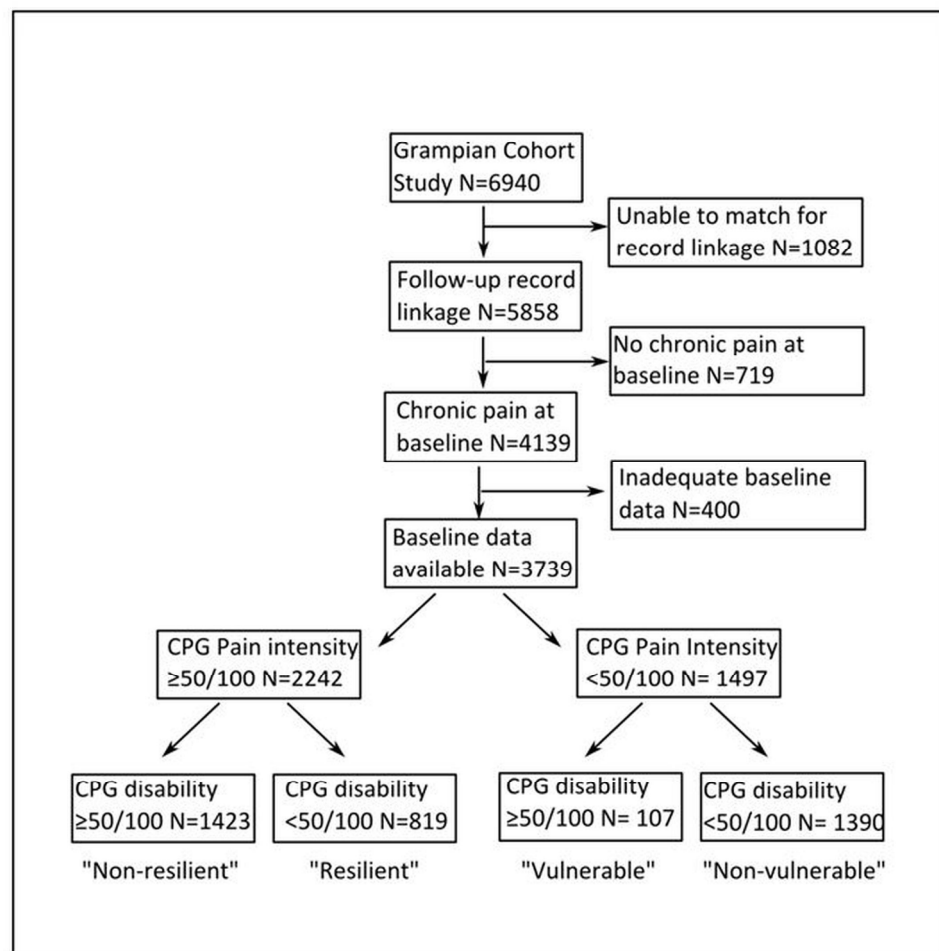 Grampian Cohort
Study N=6940
Unable to match for
record linkage N=1082
Follow-up record
linkage N=5858
No chronic pain at
baseline N=719
Chronic pain at
baseline N=4139
Inadequate baseline
data N=400
Baseline data
available N=3739
CPG Pain intensity
≥50/100 N=2242
CPG Pain Intensity
<50/100 N= 1497
CPG disability
≥50/100 N=1423
CPG disability
<50/100 N=819
CPG disability
≥50/100 N= 107
CPG disability
<50/100 N= 1390
"Non-resilient"
"Resilient"
"Vulnerable"
"Non-vulnerable"